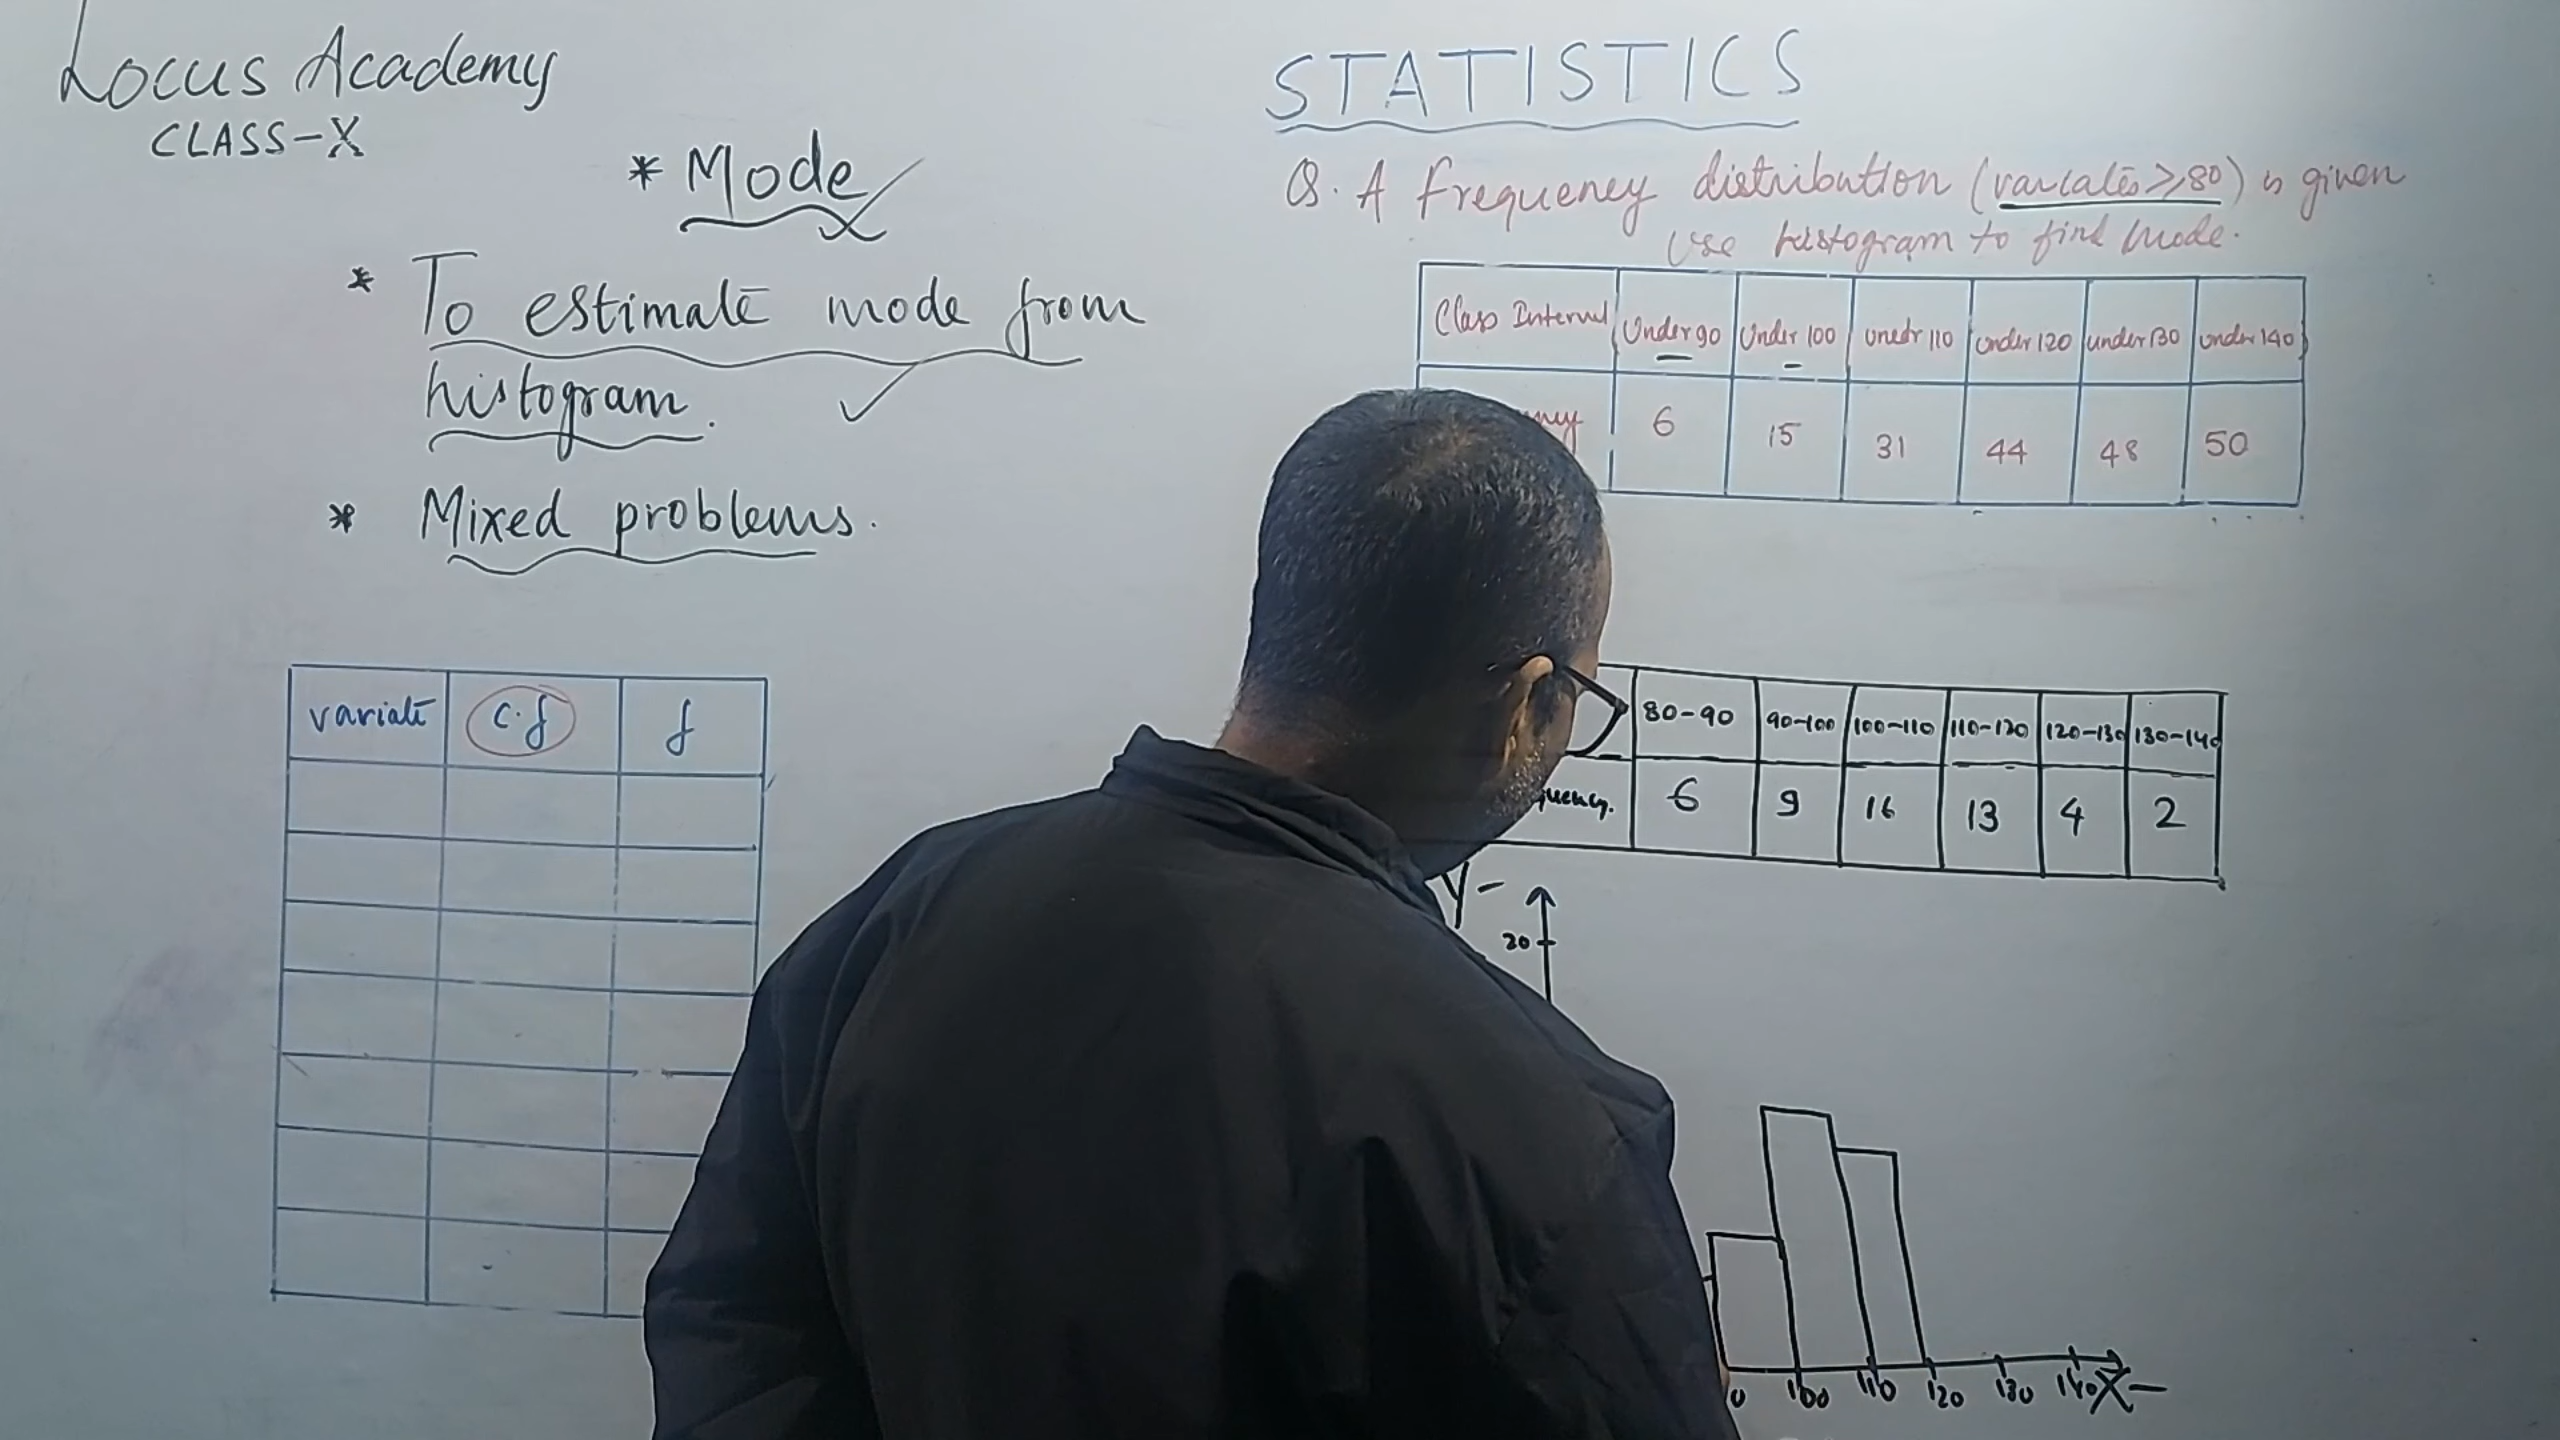 Locus Academy
CLASS-X
* Mode
* To estimate mode from
histogram.
* Mixed problems.
variate c.f f
STATISTICS
Q. A frequency distribution (variates ≥ 80) is given
Use histogram to find mode.
Class Interval Under 90 Under 100 unedr 110 under 120 under 130 under 140
6 15 31 44 48 50
80-90 90-100 100-110 110-120 120-130 130-140
6 9 16 13 4 2
Y-
20
100 110 120 130 140 X-